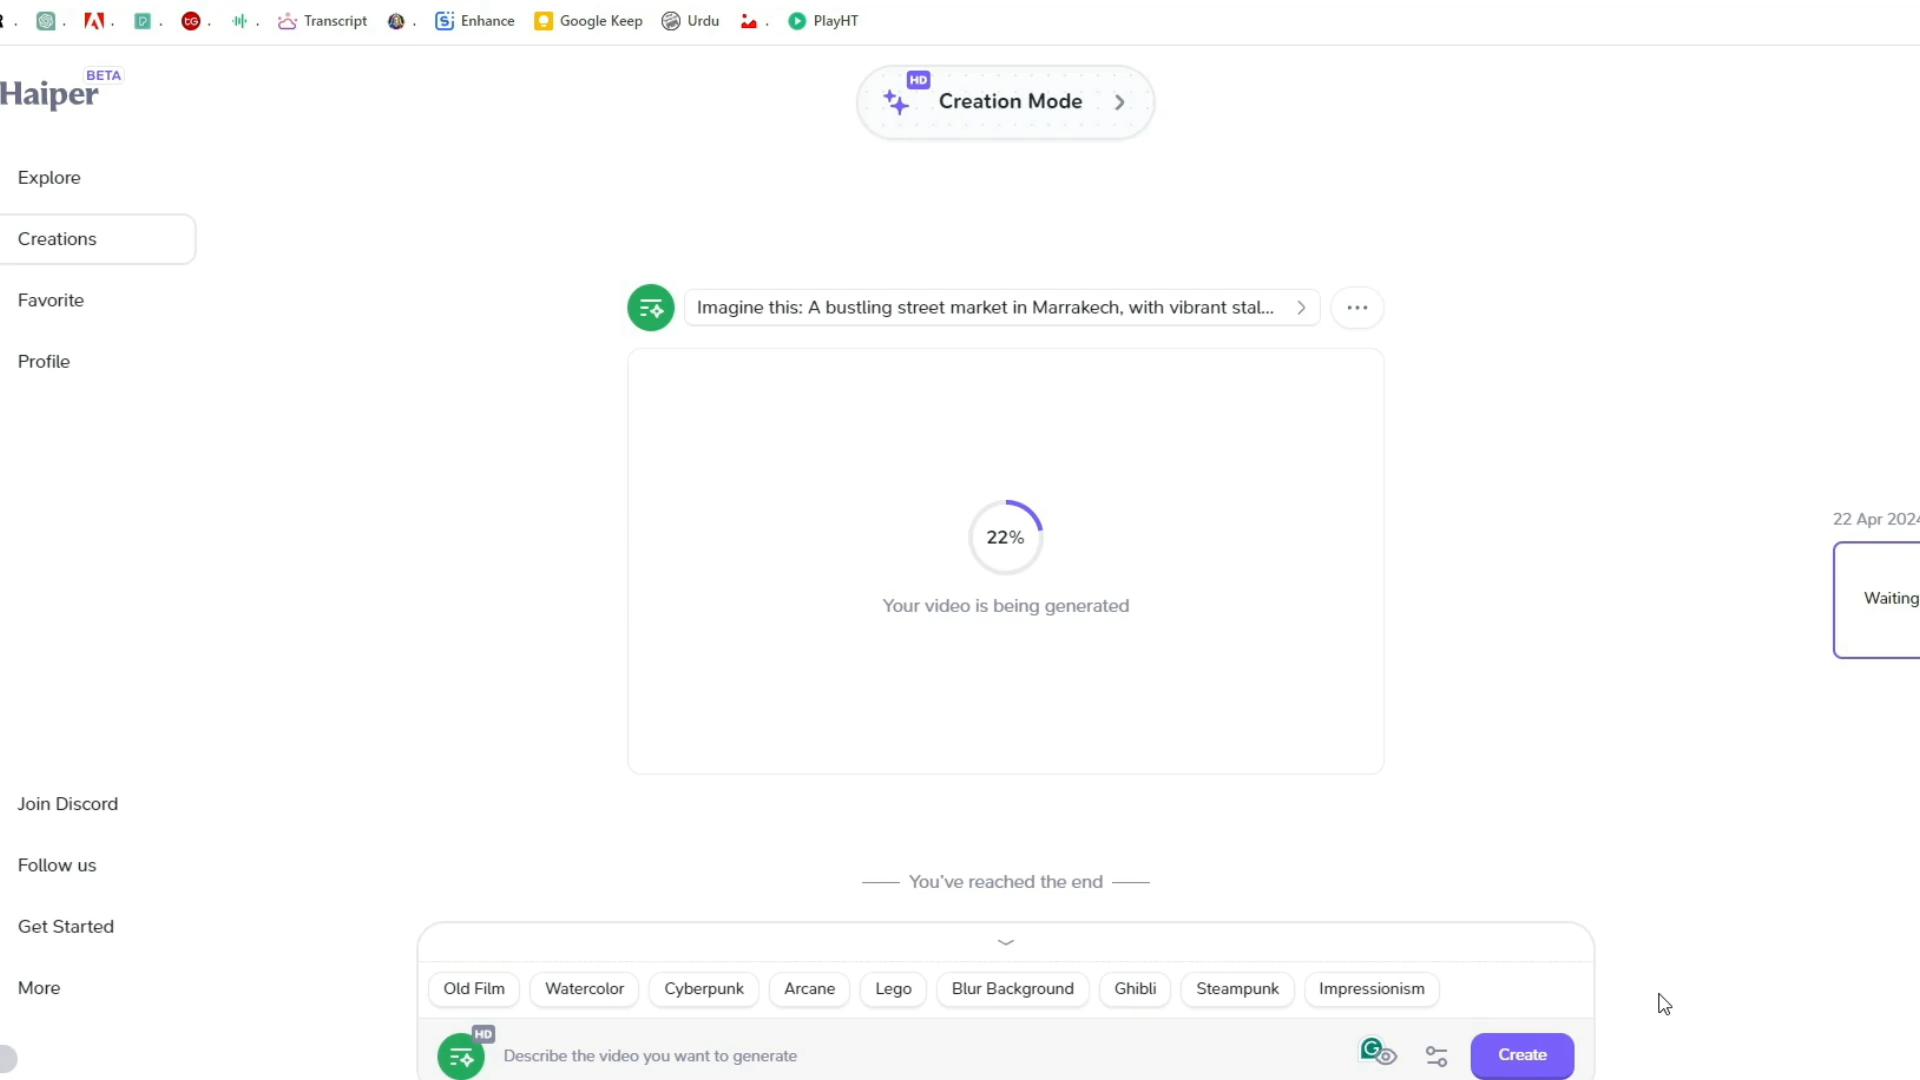 Transcript
Enhance
Google Keep
Urdu
PlayHT
Haiper
BETA
HD
Creation Mode
Explore
Creations
Favorite
Profile
Imagine this: A bustling street market in Marrakech, with vibrant stal...
22%
Your video is being generated
22 Apr 2024
Waiting
Join Discord
Follow us
Get Started
More
You've reached the end
Old Film
Watercolor
Cyberpunk
Arcane
Lego
Blur Background
Ghibli
Steampunk
Impressionism
HD
Describe the video you want to generate
Create